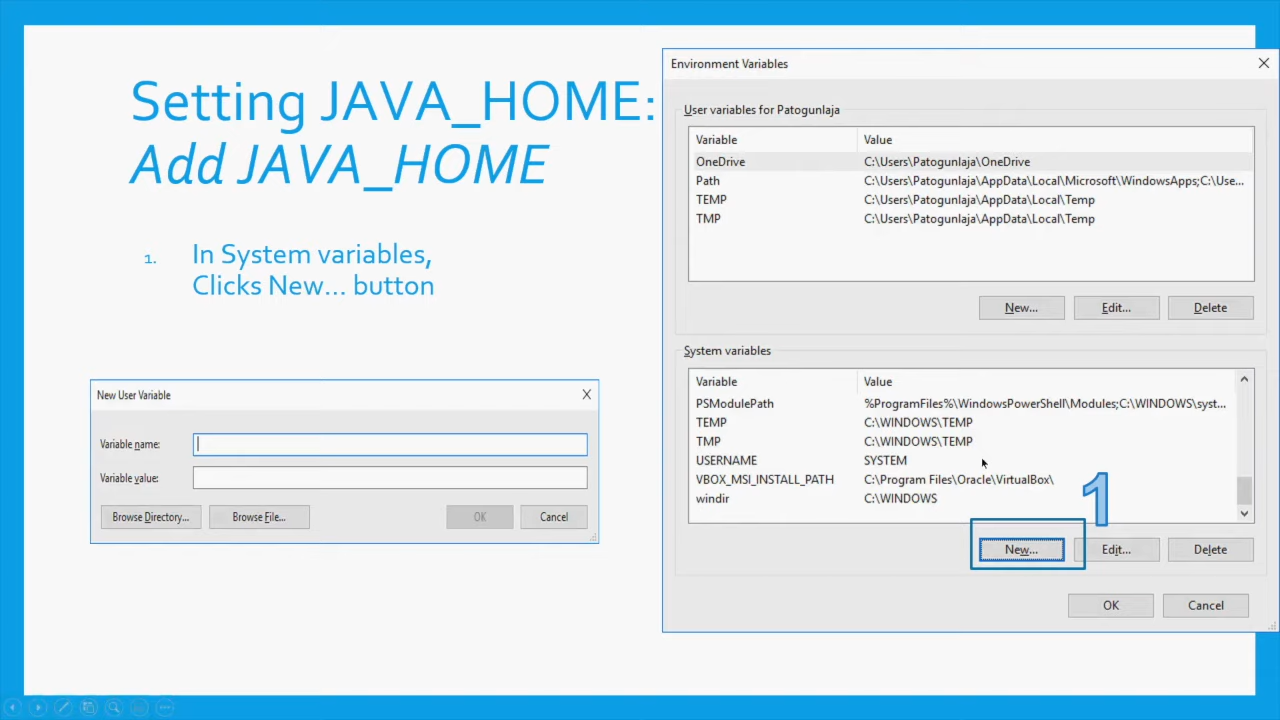 Setting JAVA_HOME:
Add JAVA_HOME
1. In System variables,
Clicks New... button
New User Variable X
Variable name:
Variable value:
Browse Directory... Browse File... OK Cancel
Environment Variables
User variables for Patogunlaja
Variable Value
OneDrive C:\Users\Patogunlaja\OneDrive
Path C:\Users\Patogunlaja\AppData\Local\Microsoft\WindowsApps;C:\Use...
TEMP C:\Users\Patogunlaja\AppData\Local\Temp
TMP C:\Users\Patogunlaja\AppData\Local\Temp
New... Edit... Delete
System variables
Variable Value
PSModulePath %ProgramFiles%\WindowsPowerShell\Modules;C:\WINDOWS\syst...
TEMP C:\WINDOWS\TEMP
TMP C:\WINDOWS\TEMP
USERNAME SYSTEM
VBOX_MSI_INSTALL_PATH C:\Program Files\Oracle\VirtualBox\
windir C:\WINDOWS
1
New... Edit... Delete
OK Cancel